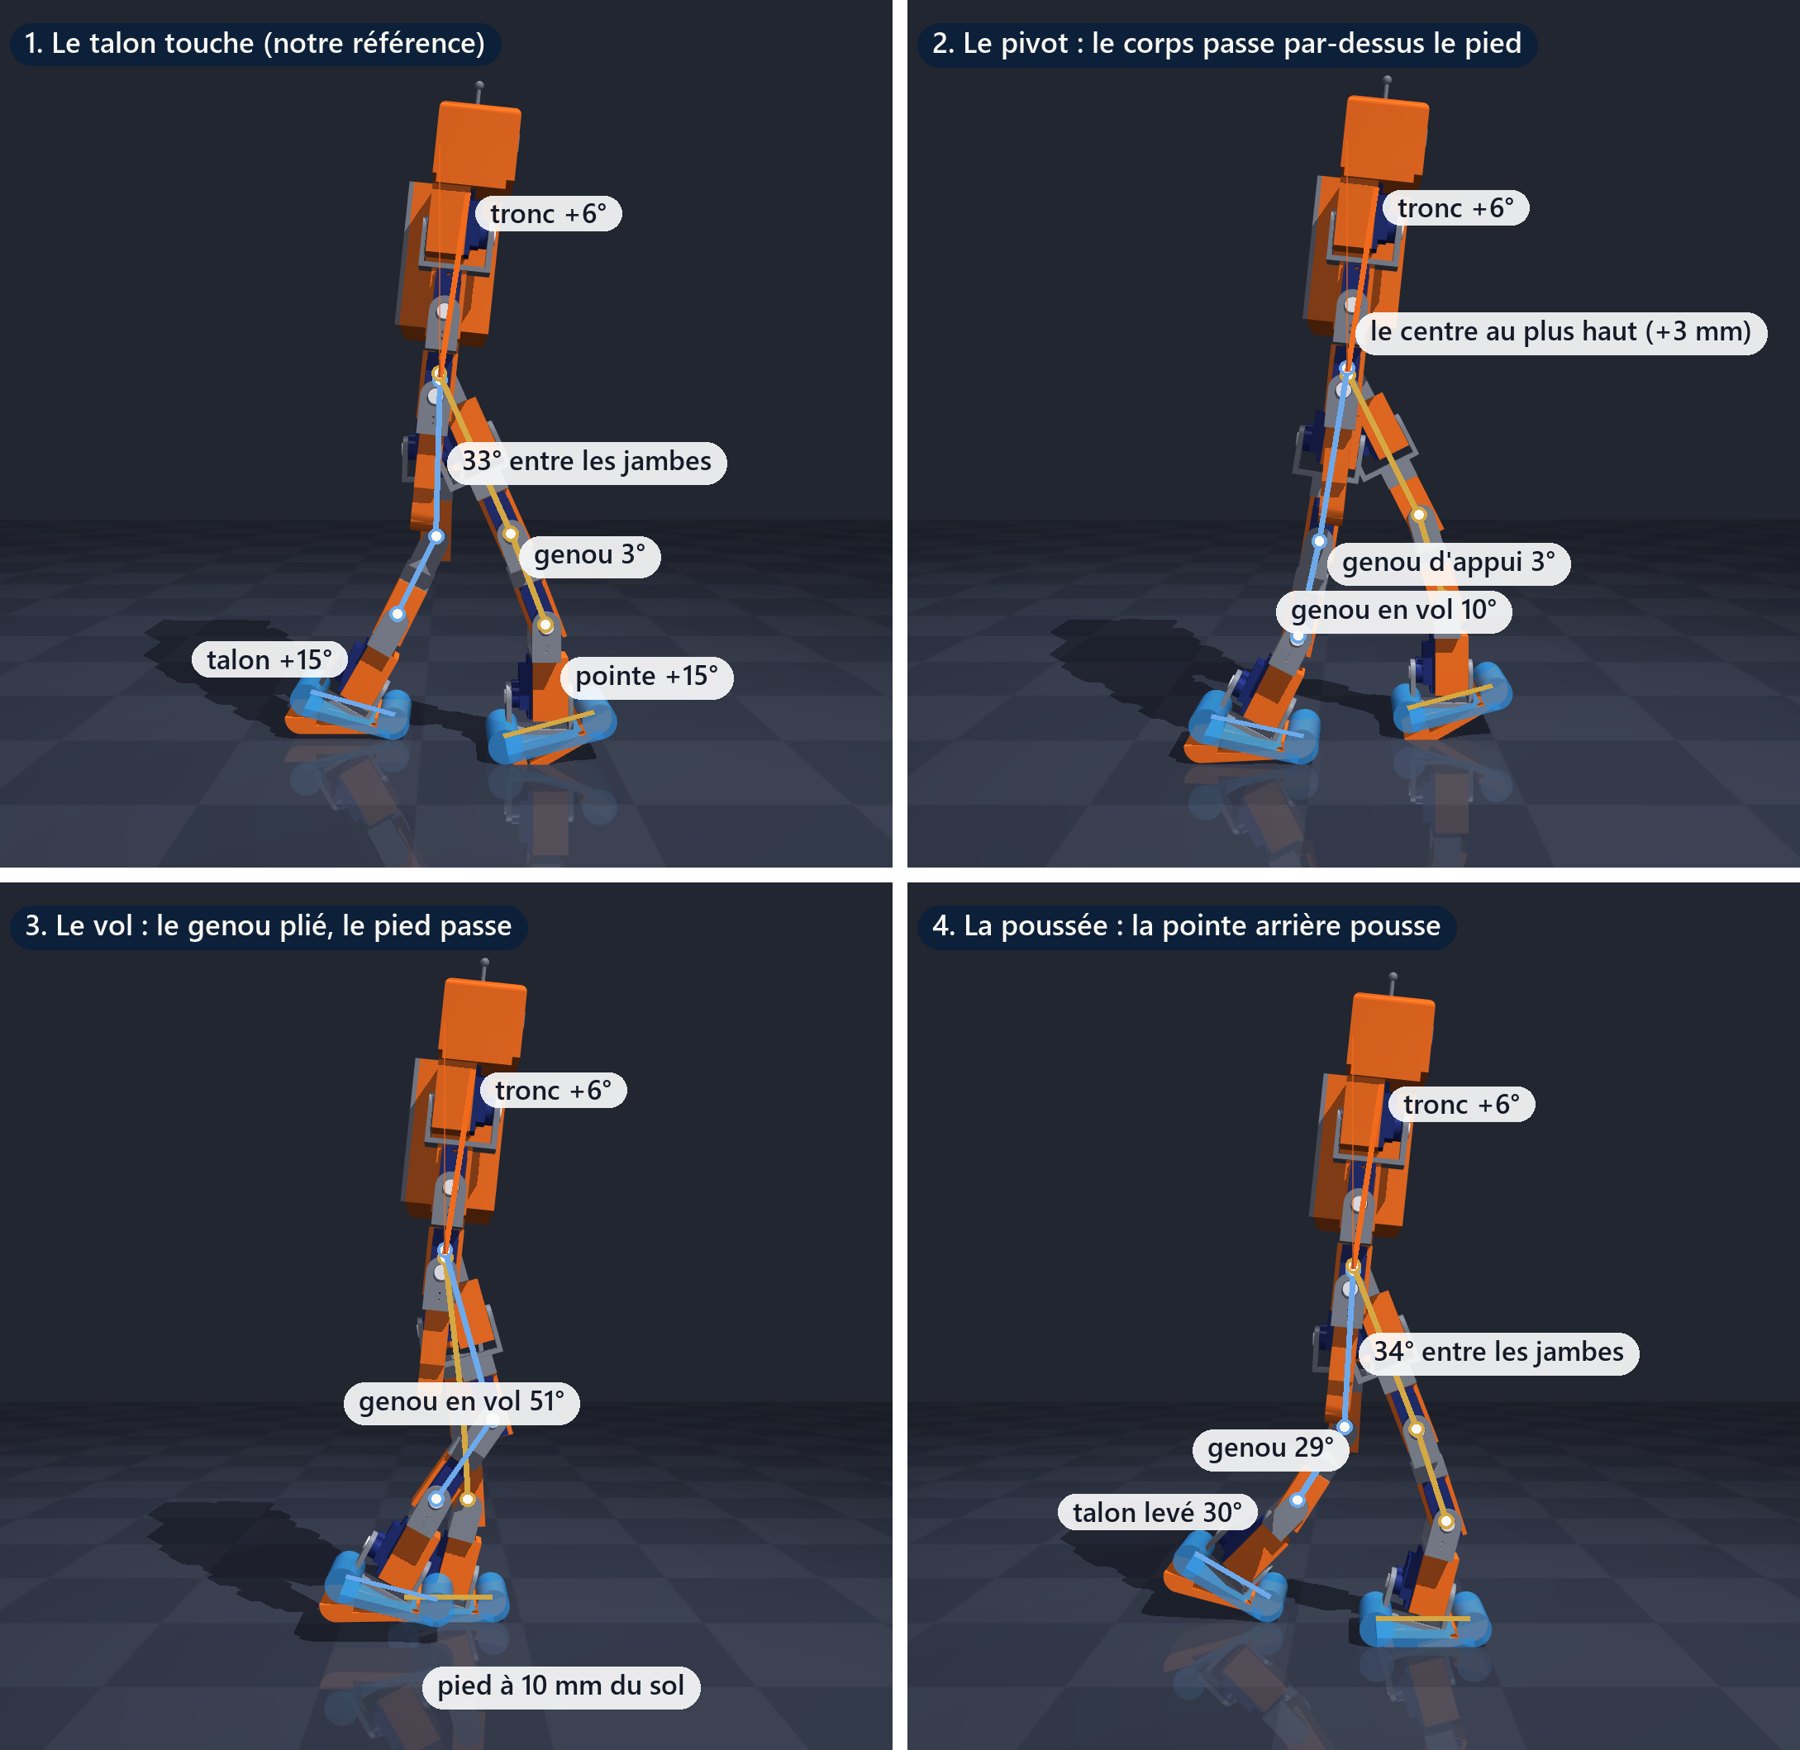 1. Le talon touche (notre référence)
tronc +6°
33° entre les jambes
genou 3°
talon +15°
pointe +15°
2. Le pivot : le corps passe par-dessus le pied
tronc +6°
le centre au plus haut (+3 mm)
genou d'appui 3°
genou en vol 10°
3. Le vol : le genou plié, le pied passe
tronc +6°
genou en vol 51°
pied à 10 mm du sol
4. La poussée : la pointe arrière pousse
tronc +6°
34° entre les jambes
genou 29°
talon levé 30°